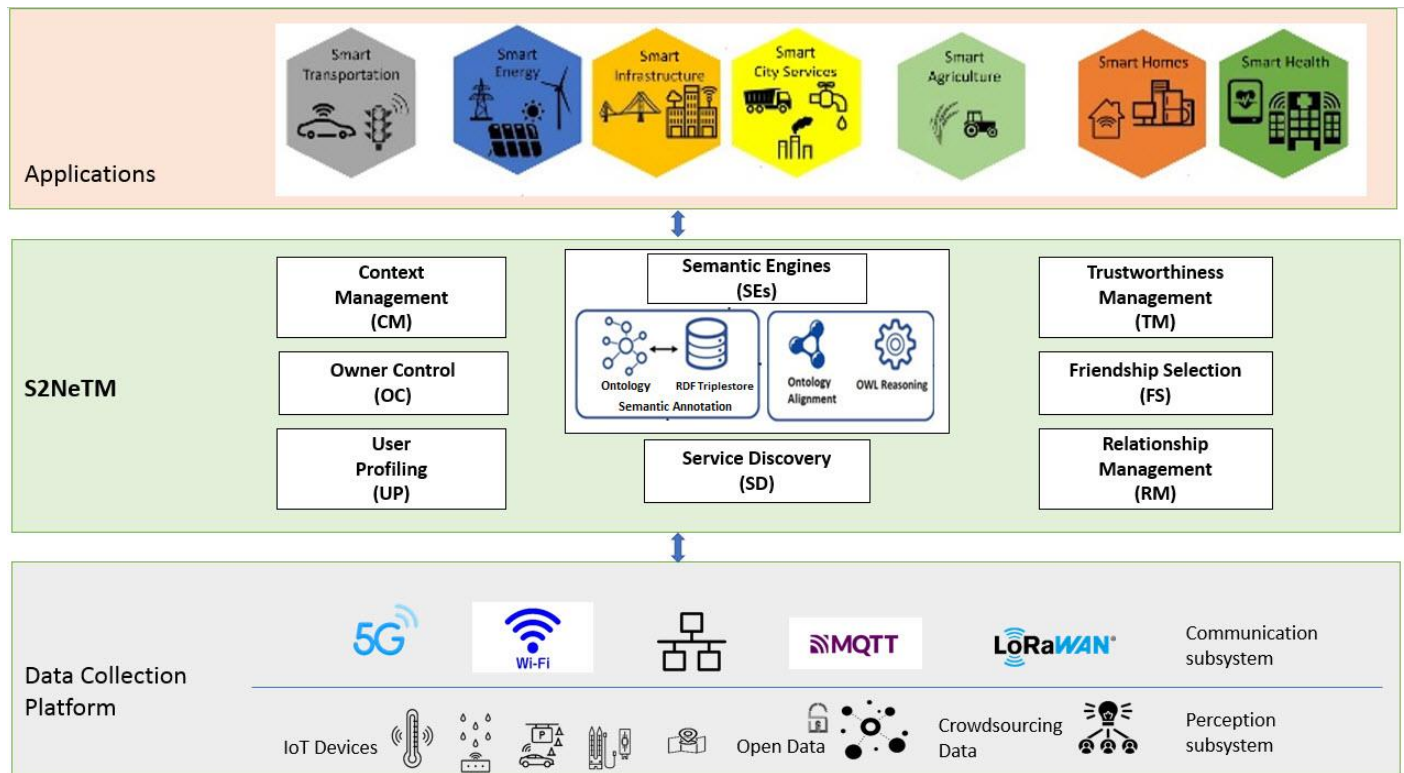 Smart
Transportation
Smart
Energy
Smart
Infrastructure
Smart
City Services
Smart
Agriculture
Smart Homes
Smart Health
Applications
Context
Management
(CM)
Semantic Engines
(SEs)
Trustworthiness
Management
(TM)
S2NeTM
Owner Control
(OC)
Ontology
RDF Triplestore
Semantic Annotation
Ontology
Alignment
OWL Reasoning
Friendship Selection
(FS)
User
Profiling
(UP)
Service Discovery
(SD)
Relationship
Management
(RM)
Data Collection
Platform
5G
Wi-Fi
MQTT
LoRaWAN®
Communication
subsystem
IoT Devices
P
Open Data
$
Crowdsourcing
Data
Perception
subsystem